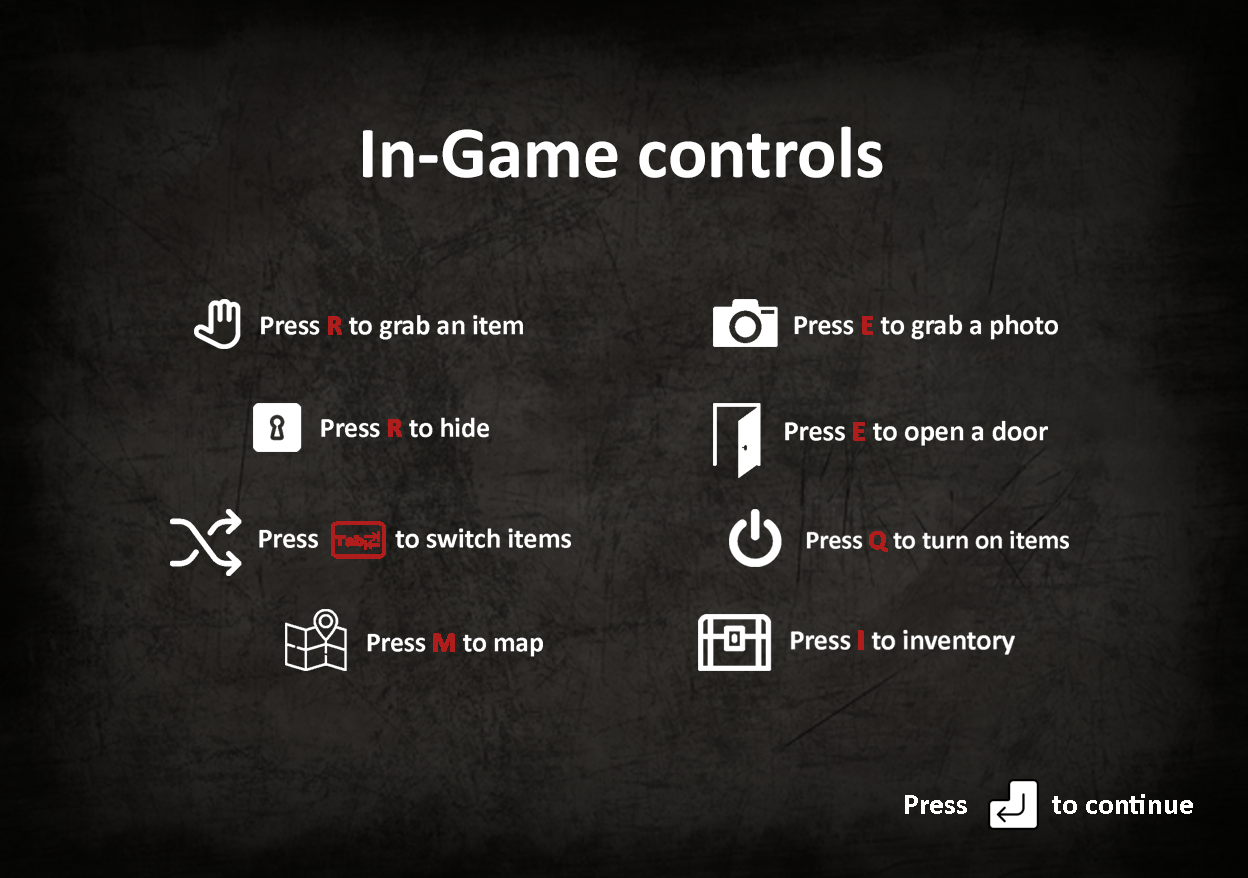 In-Game controls
Press R to grab an item
Press E to grab a photo
Press R to hide
Press E to open a door
Press Tab to switch items
Press Q to turn on items
Press M to map
Press I to inventory
Press to continue